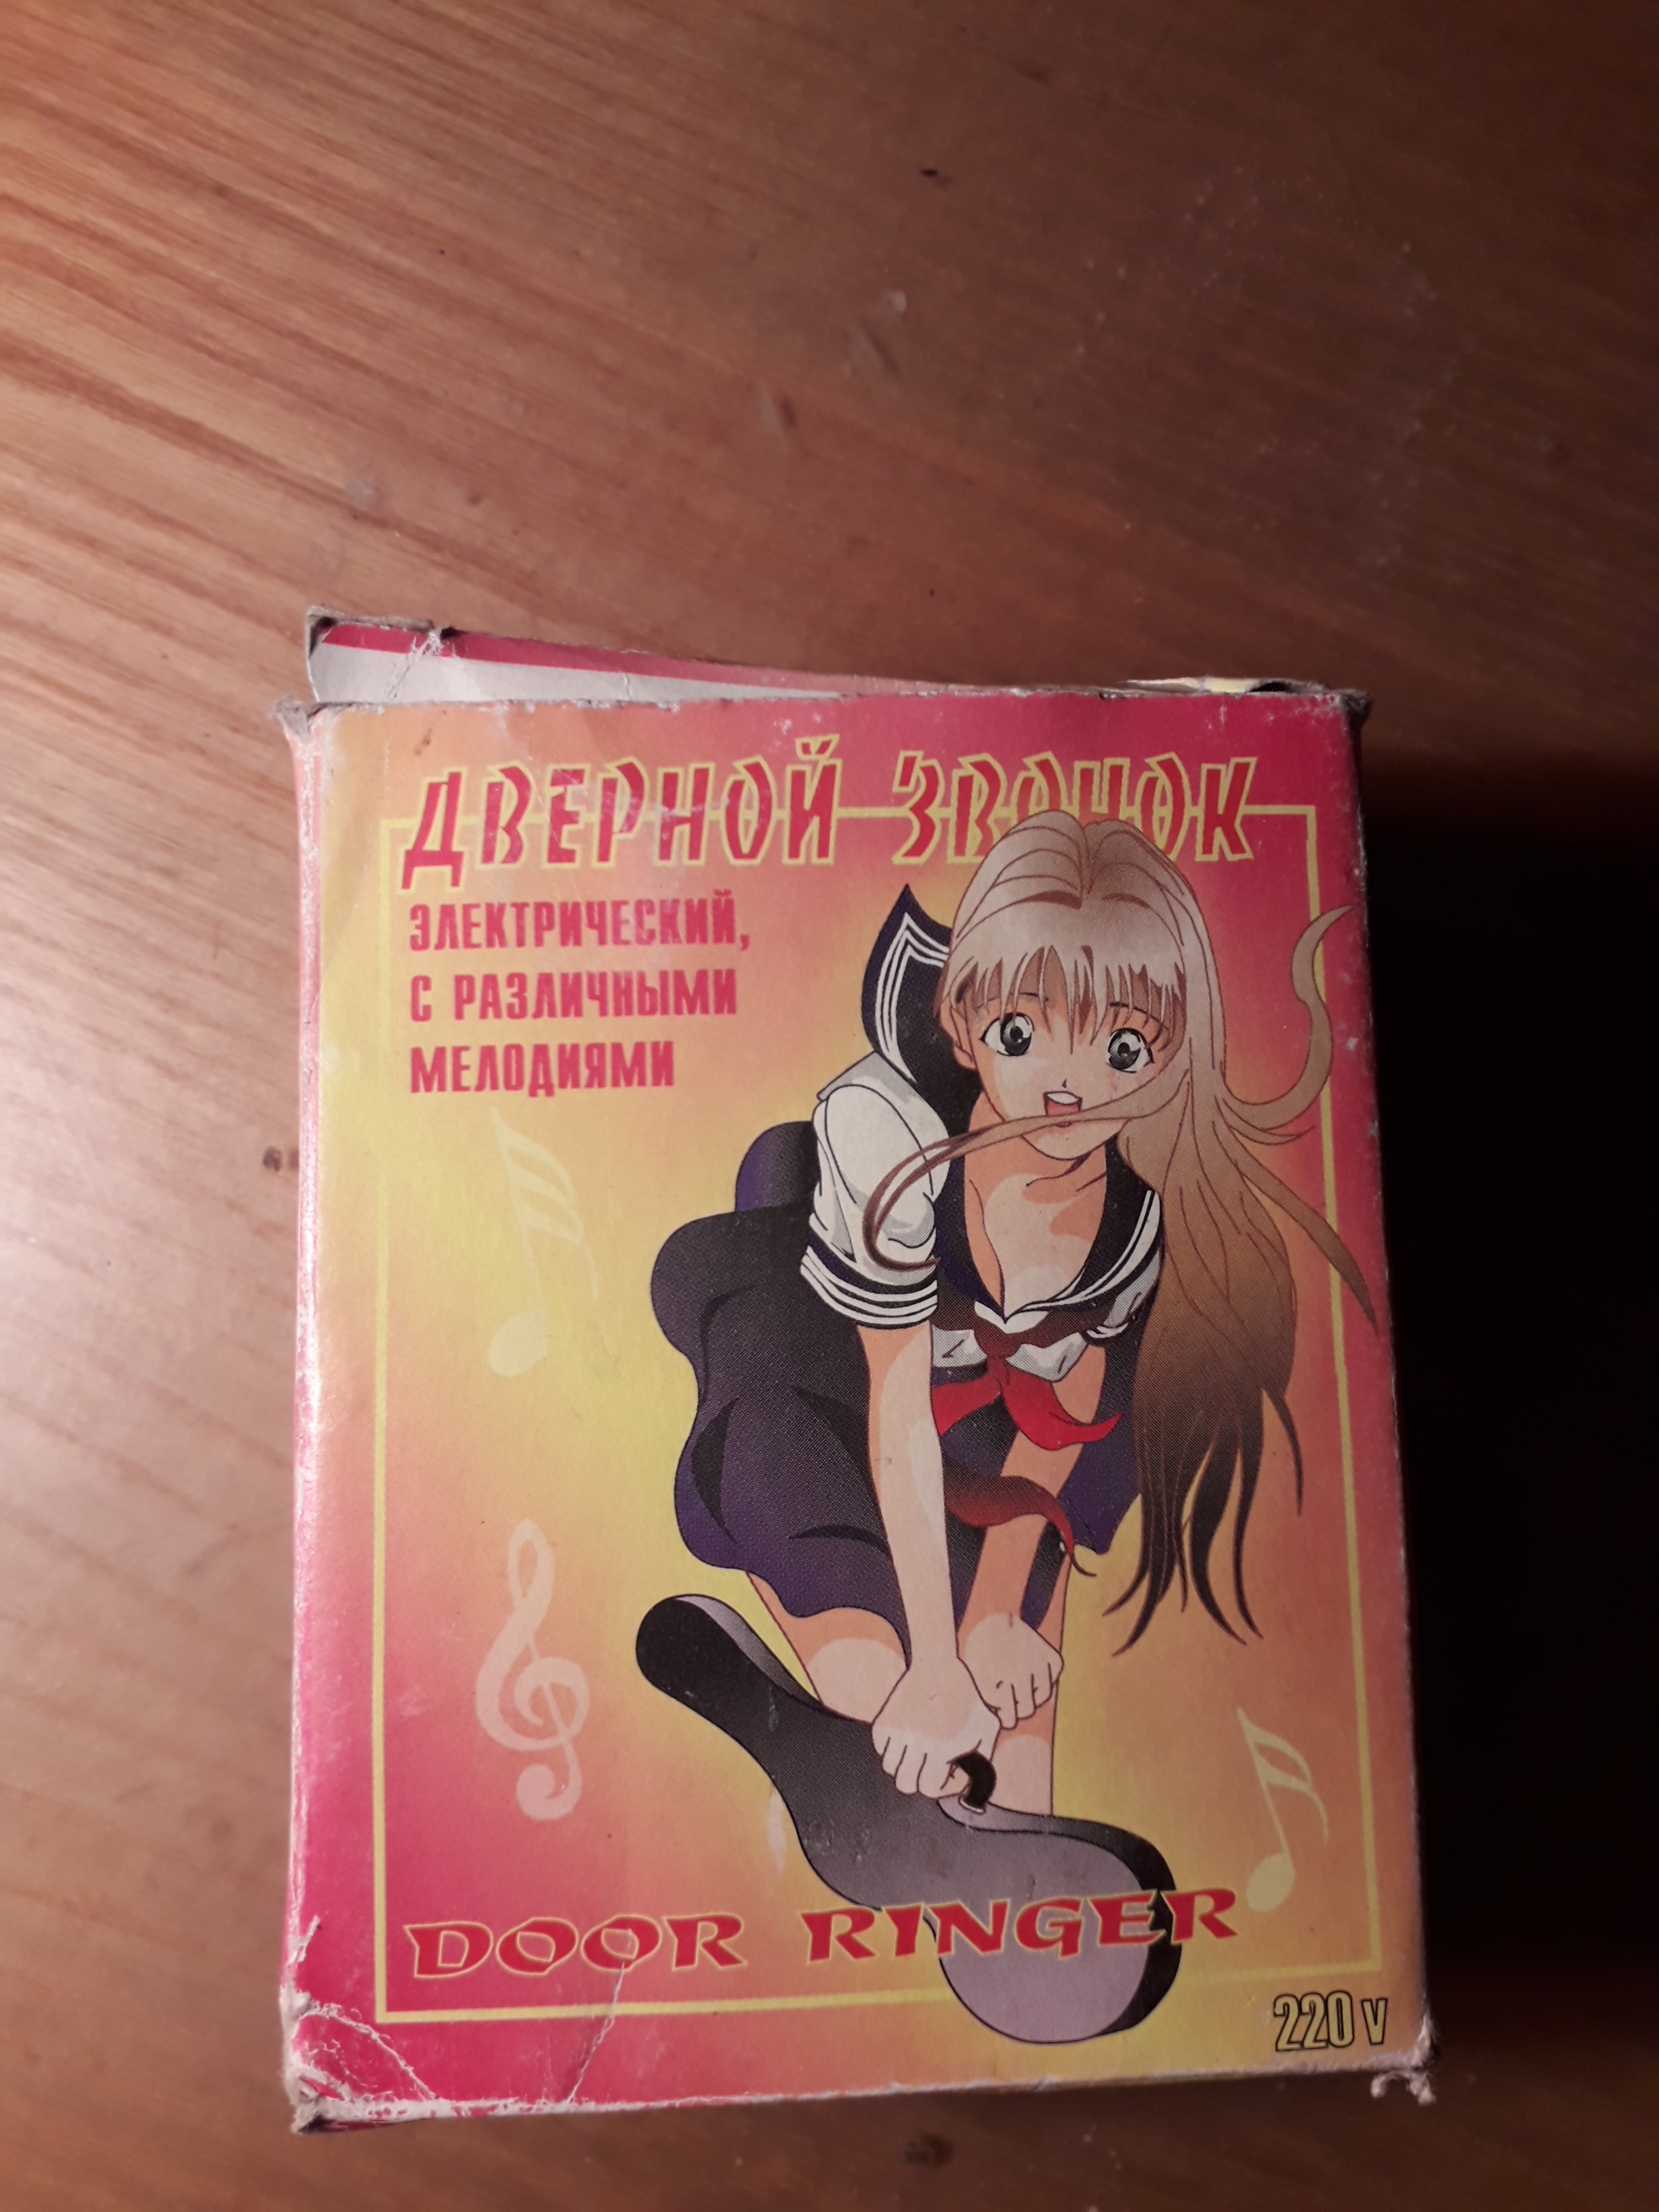 ДВЕРНОЙ ЗВОНОК
ЭЛЕКТРИЧЕСКИЙ,
С РАЗЛИЧНЫМИ
МЕЛОДИЯМИ
DOOR RINGER
220 V